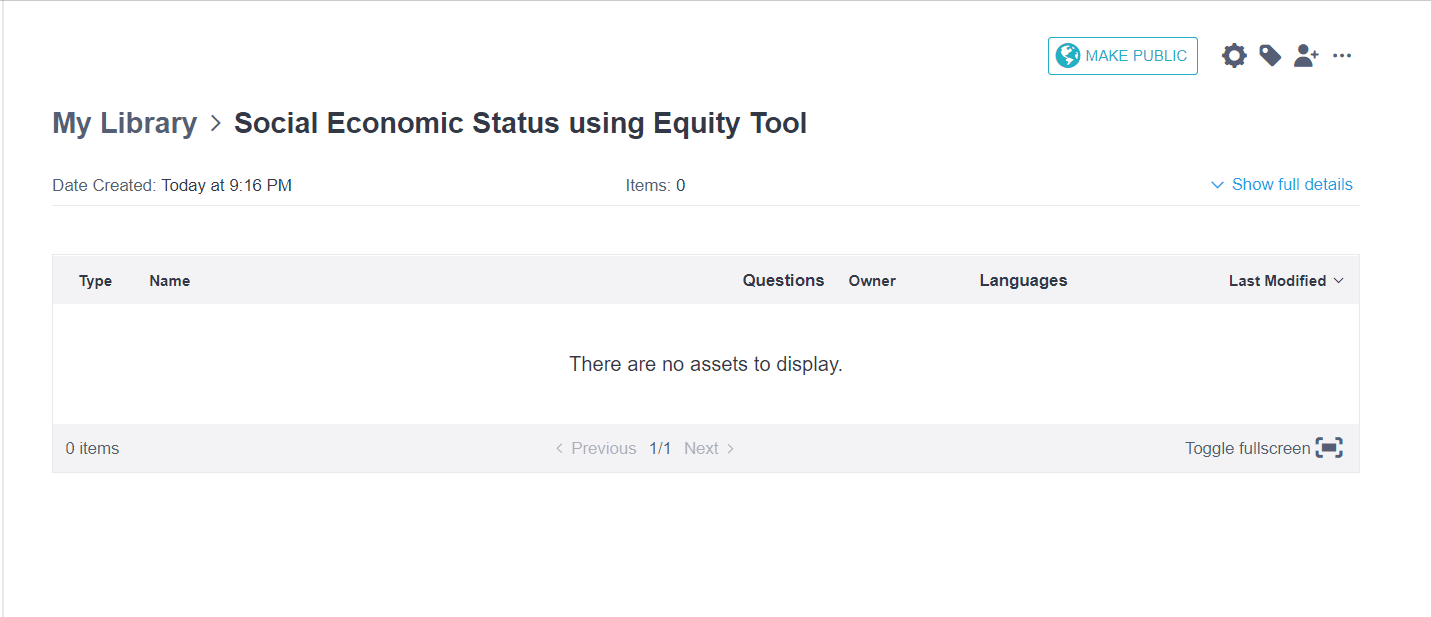 MAKE PUBLIC
My Library > Social Economic Status using Equity Tool
Date Created: Today at 9:16 PM Items: 0 Show full details
Type Name Questions Owner Languages Last Modified
There are no assets to display.
0 items < Previous 1/1 Next > Toggle fullscreen